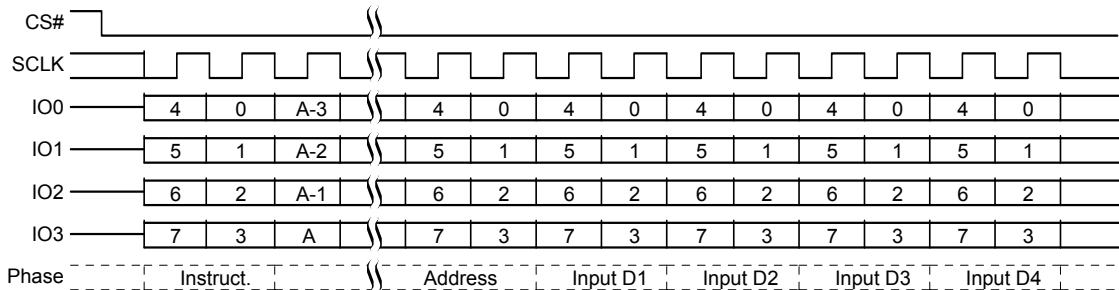 CS#
SCLK
IO0 4 0 A-3 4 0 4 0 4 0 4 0 4 0
IO1 5 1 A-2 5 1 5 1 5 1 5 1 5 1
IO2 6 2 A-1 6 2 6 2 6 2 6 2 6 2
IO3 7 3 A 7 3 7 3 7 3 7 3 7 3
Phase Instruct. Address Input D1 Input D2 Input D3 Input D4